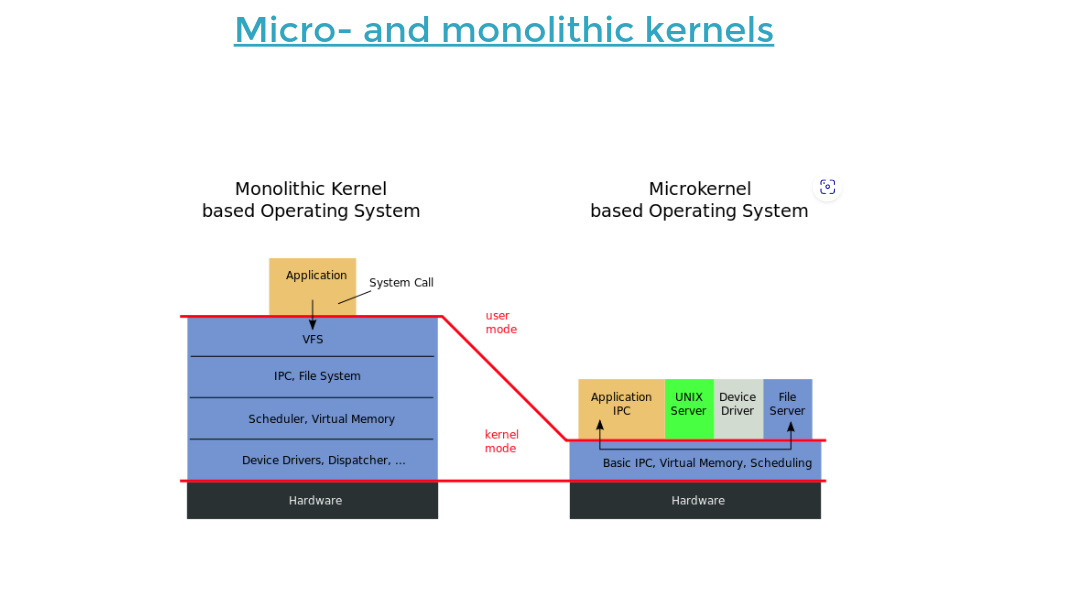 Micro- and monolithic kernels
Monolithic Kernel
based Operating System
Microkernel
based Operating System
Application
System Call
VFS
IPC, File System
Scheduler, Virtual Memory
Device Drivers, Dispatcher, ...
Hardware
user
mode
kernel
mode
Application
IPC
UNIX
Server
Device
Driver
File
Server
Basic IPC, Virtual Memory, Scheduling
Hardware